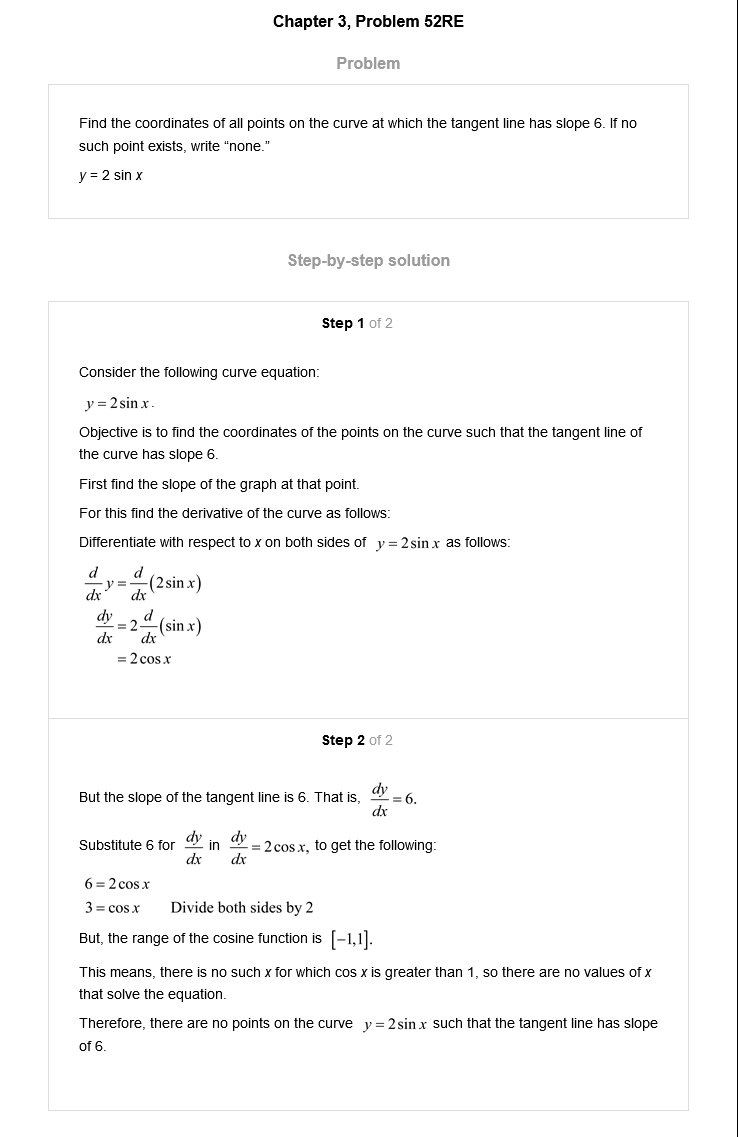 Chapter 3, Problem 52RE
Problem
Find the coordinates of all points on the curve at which the tangent line has slope 6. If no
such point exists, write “none.”
y = 2 sin x
Step-by-step solution
Step 1 of 2
Consider the following curve equation:
y = 2 sin x.
Objective is to find the coordinates of the points on the curve such that the tangent line of
the curve has slope 6.
First find the slope of the graph at that point.
For this find the derivative of the curve as follows:
Differentiate with respect to x on both sides of y = 2 sin x as follows:
d/dx y = d/dx (2 sin x)
dy/dx = 2 d/dx (sin x)
= 2 cos x
Step 2 of 2
But the slope of the tangent line is 6. That is, dy/dx = 6.
Substitute 6 for dy/dx in dy/dx = 2 cos x, to get the following:
6 = 2 cos x
3 = cos x Divide both sides by 2
But, the range of the cosine function is [−1,1].
This means, there is no such x for which cos x is greater than 1, so there are no values of x
that solve the equation.
Therefore, there are no points on the curve y = 2 sin x such that the tangent line has slope
of 6.